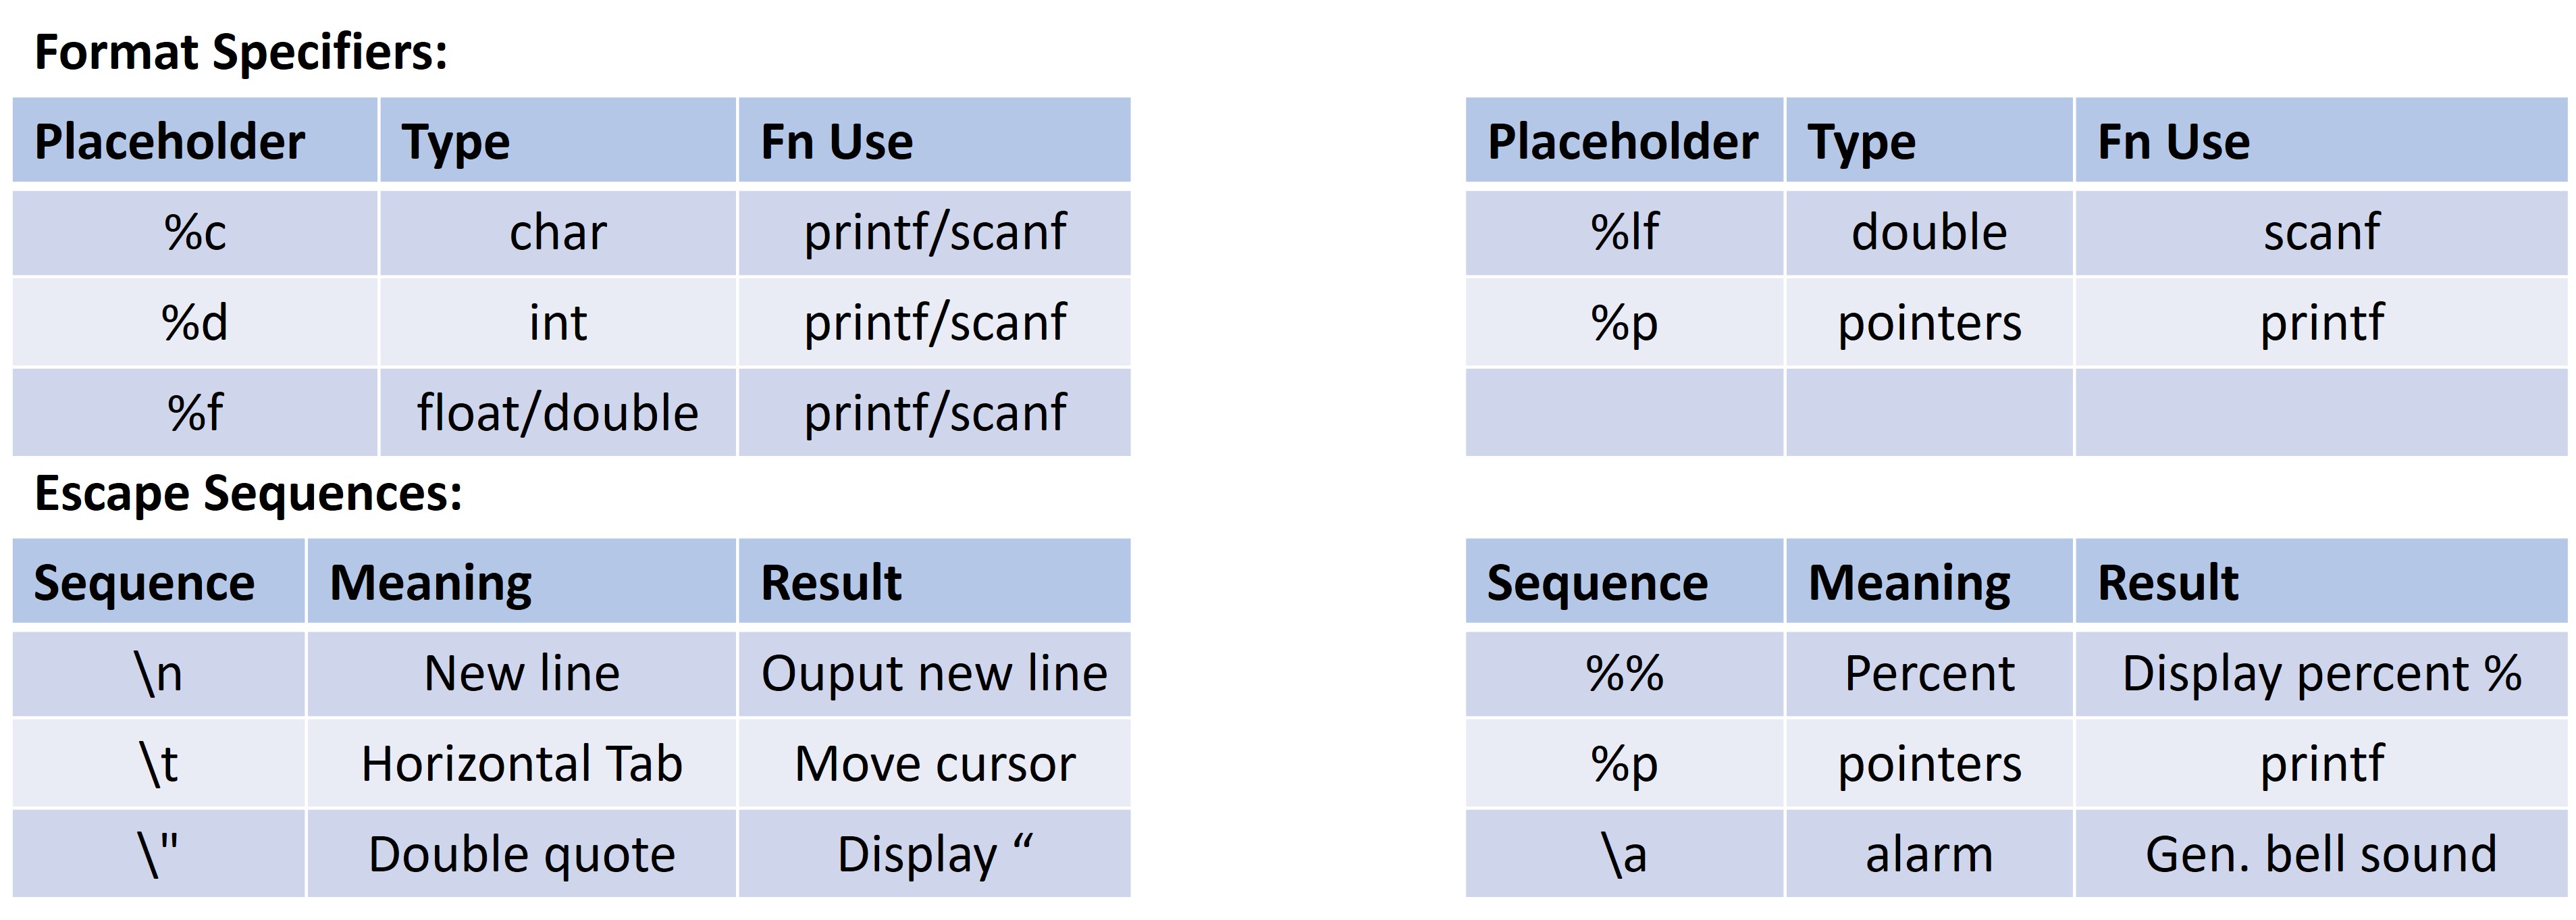 Format Specifiers:
Placeholder Type Fn Use
%c char printf/scanf
%d int printf/scanf
%f float/double printf/scanf
Placeholder Type Fn Use
%lf double scanf
%p pointers printf
Escape Sequences:
Sequence Meaning Result
\n New line Ouput new line
\t Horizontal Tab Move cursor
\" Double quote Display “
Sequence Meaning Result
%% Percent Display percent %
%p pointers printf
\a alarm Gen. bell sound